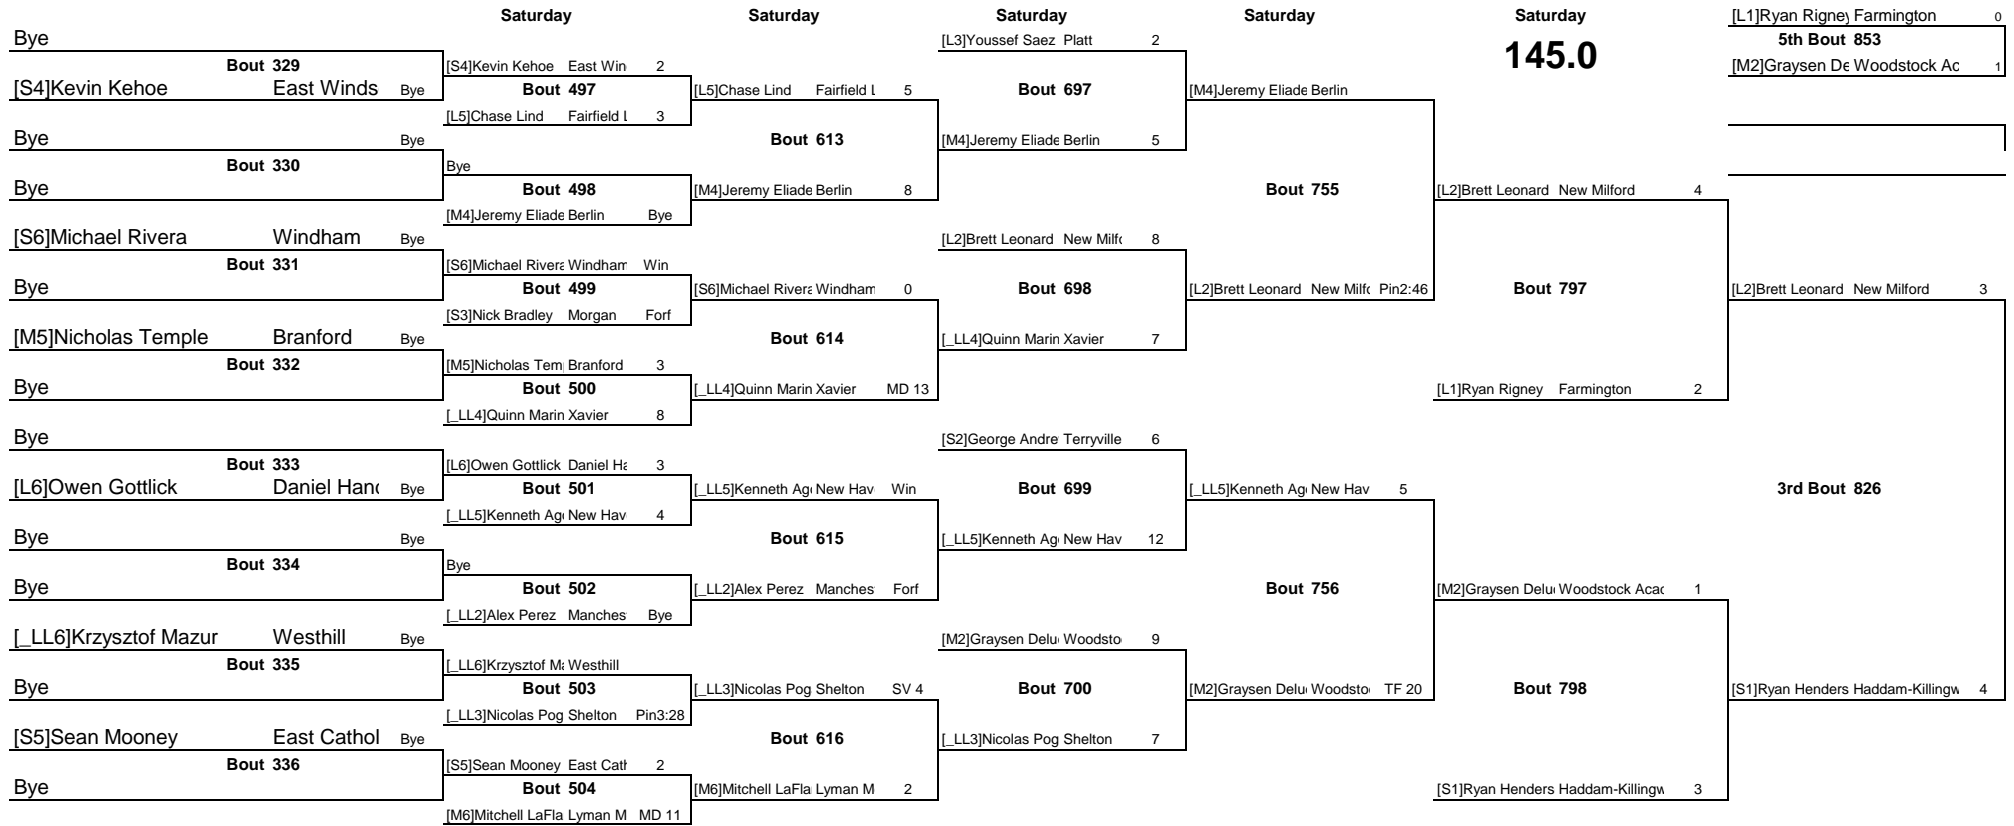 Saturday Saturday Saturday Saturday Saturday [L1]Ryan Rigney Farmington 0
Bye [L3]Youssef Saez Platt 2 145.0 5th Bout 853
Bout 329 [S4]Kevin Kehoe East Win 2 [M2]Graysen De Woodstock Ac 1
[S4]Kevin Kehoe East Winds Bye Bout 497 [L5]Chase Lind Fairfield L 5 Bout 697 [M4]Jeremy Eliade Berlin
[L5]Chase Lind Fairfield L 3
Bye Bye Bout 613 [M4]Jeremy Eliade Berlin 5
Bout 330 Bye
Bye Bout 498 [M4]Jeremy Eliade Berlin 8 Bout 755 [L2]Brett Leonard New Milford 4
[M4]Jeremy Eliade Berlin Bye
[S6]Michael Rivera Windham Bye [L2]Brett Leonard New Milfo 8
Bout 331 [S6]Michael Rivera Windham Win
Bye Bout 499 [S6]Michael Rivera Windham 0 Bout 698 [L2]Brett Leonard New Milfo Pin2:46 Bout 797 [L2]Brett Leonard New Milford 3
[S3]Nick Bradley Morgan Forf
[M5]Nicholas Temple Branford Bye Bout 614 [_LL4]Quinn Marin Xavier 7
Bout 332 [M5]Nicholas Tem Branford 3
Bye Bout 500 [_LL4]Quinn Marin Xavier MD 13 [L1]Ryan Rigney Farmington 2
[_LL4]Quinn Marin Xavier 8
Bye [S2]George Andre Terryville 6
Bout 333 [L6]Owen Gottlick Daniel Ha 3
[L6]Owen Gottlick Daniel Hand Bye Bout 501 [_LL5]Kenneth Ag New Hav Win Bout 699 [_LL5]Kenneth Ag New Hav 5 3rd Bout 826
[_LL5]Kenneth Ag New Hav 4
Bye Bye Bout 615 [_LL5]Kenneth Ag New Hav 12
Bout 334 Bye
Bye Bout 502 [_LL2]Alex Perez Manches Forf Bout 756 [M2]Graysen Delu Woodstock Acac 1
[_LL2]Alex Perez Manches Bye
[_LL6]Krzysztof Mazur Westhill Bye [M2]Graysen Delu Woodsto 9
Bout 335 [_LL6]Krzysztof Ma Westhill
Bye Bout 503 [_LL3]Nicolas Pog Shelton SV 4 Bout 700 [M2]Graysen Delu Woodsto TF 20 Bout 798 [S1]Ryan Henders Haddam-Killingw 4
[_LL3]Nicolas Pog Shelton Pin3:28
[S5]Sean Mooney East Cathol Bye Bout 616 [_LL3]Nicolas Pog Shelton 7
Bout 336 [S5]Sean Mooney East Cath 2
Bye Bout 504 [M6]Mitchell LaFla Lyman M 2 [S1]Ryan Henders Haddam-Killingw 3
[M6]Mitchell LaFla Lyman M MD 11